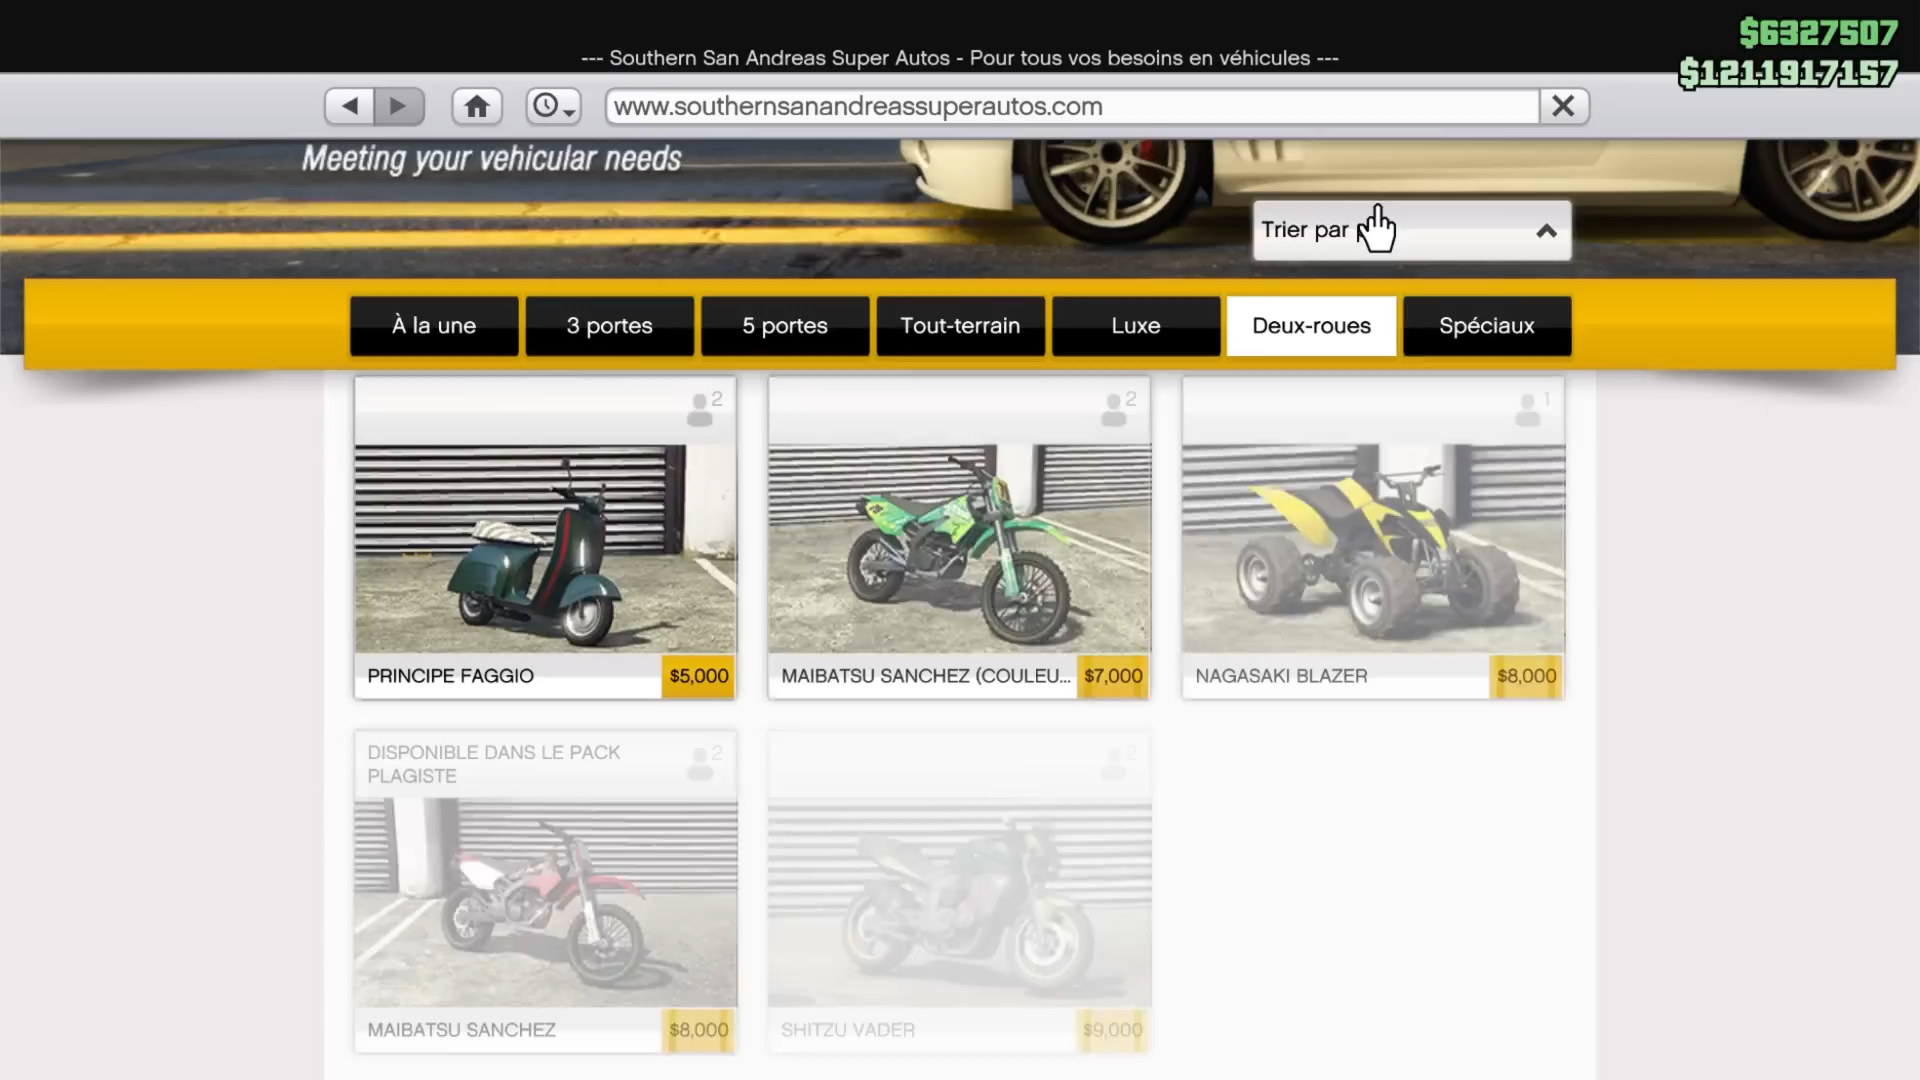 $6327507
--- Southern San Andreas Super Autos - Pour tous vos besoins en véhicules ---
$1211917157
www.southernsanandreassuperautos.com
Meeting your vehicular needs
Trier par
À la une
3 portes
5 portes
Tout-terrain
Luxe
Deux-roues
Spéciaux
2
2
1
PRINCIPE FAGGIO
$5,000
MAIBATSU SANCHEZ (COULEU...
$7,000
NAGASAKI BLAZER
$8,000
DISPONIBLE DANS LE PACK
PLAGISTE
2
2
MAIBATSU SANCHEZ
$8,000
SHITZU VADER
$9,000